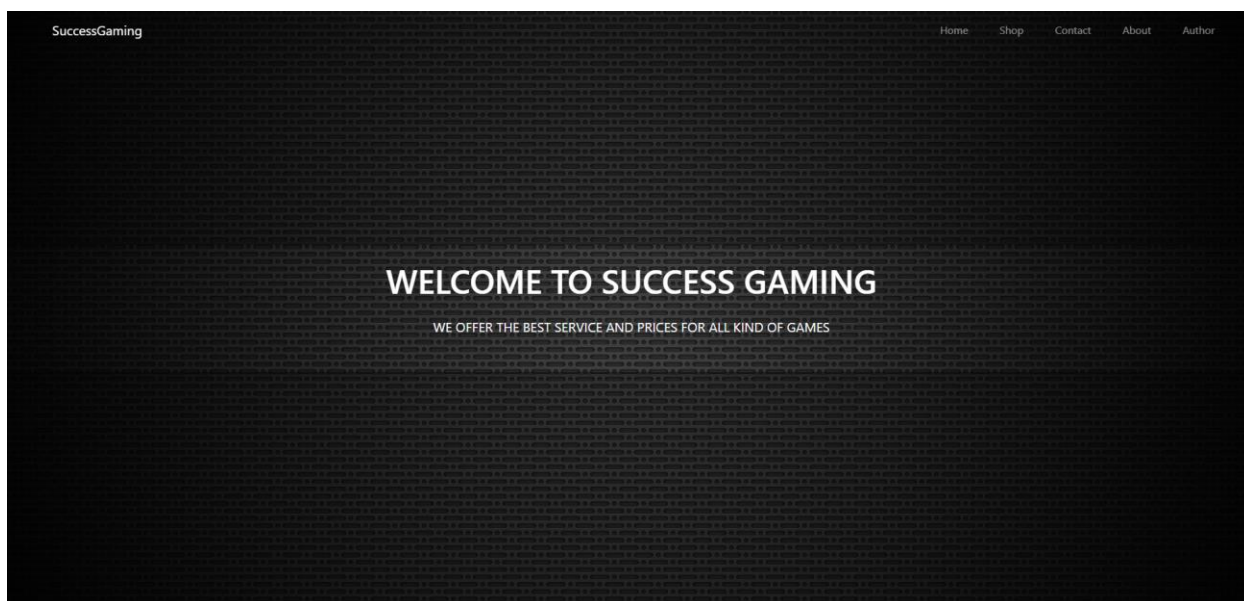 SuccessGaming
Home Shop Contact About Author
WELCOME TO SUCCESS GAMING
WE OFFER THE BEST SERVICE AND PRICES FOR ALL KIND OF GAMES